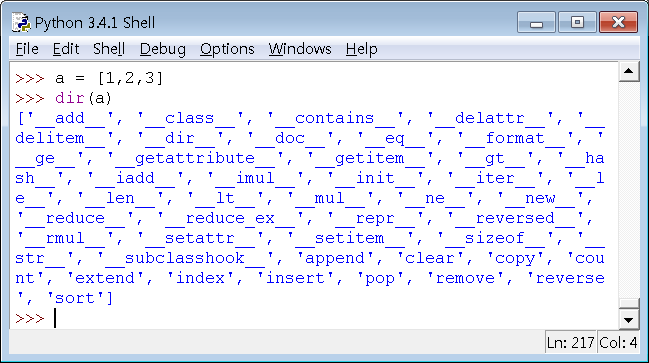 Python 3.4.1 Shell
File Edit Shell Debug Options Windows Help
>>> a = [1,2,3]
>>> dir(a)
['__add__', '__class__', '__contains__', '__delattr__', '__
delitem__', '__dir__', '__doc__', '__eq__', '__format__', '
__ge__', '__getattribute__', '__getitem__', '__gt__', '__ha
sh__', '__iadd__', '__imul__', '__init__', '__iter__', '__l
e__', '__len__', '__lt__', '__mul__', '__ne__', '__new__',
'__reduce__', '__reduce_ex__', '__repr__', '__reversed__',
'__rmul__', '__setattr__', '__setitem__', '__sizeof__', '__
str__', '__subclasshook__', 'append', 'clear', 'copy', 'cou
nt', 'extend', 'index', 'insert', 'pop', 'remove', 'reverse
', 'sort']
>>>
Ln: 217 Col: 4